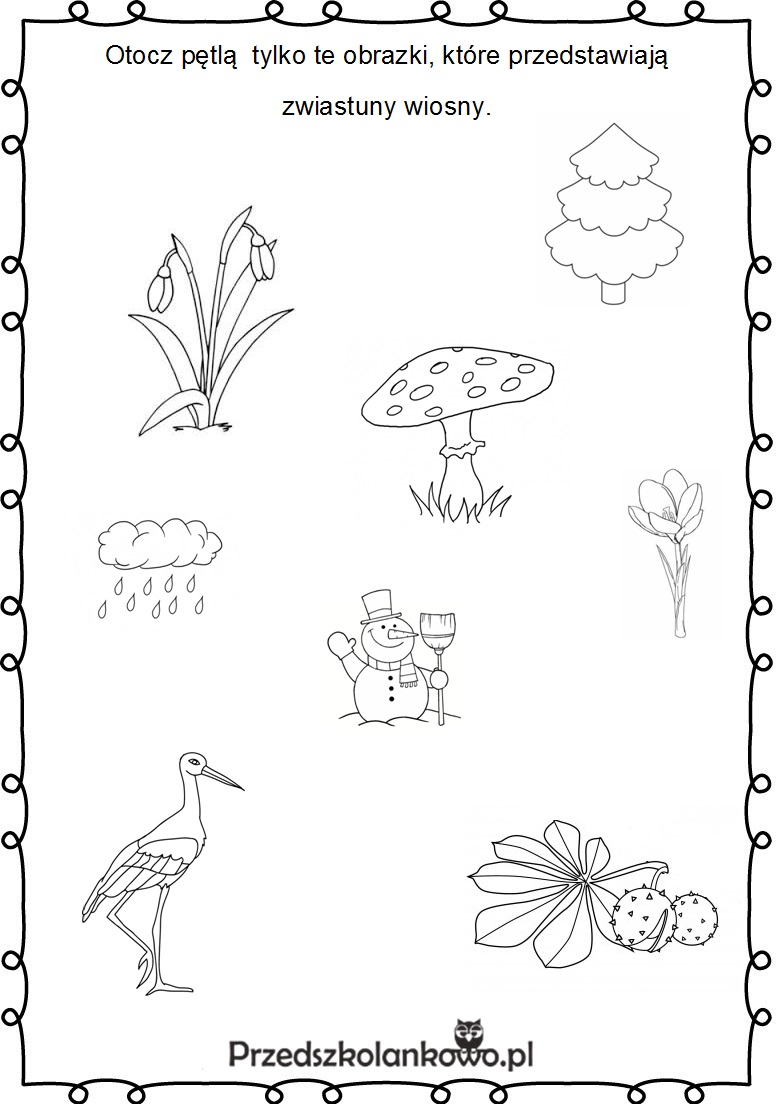 Otocz pętlą  tylko te obrazki, które przedstawiają
zwiastuny wiosny.
Przedszkolankowo.pl